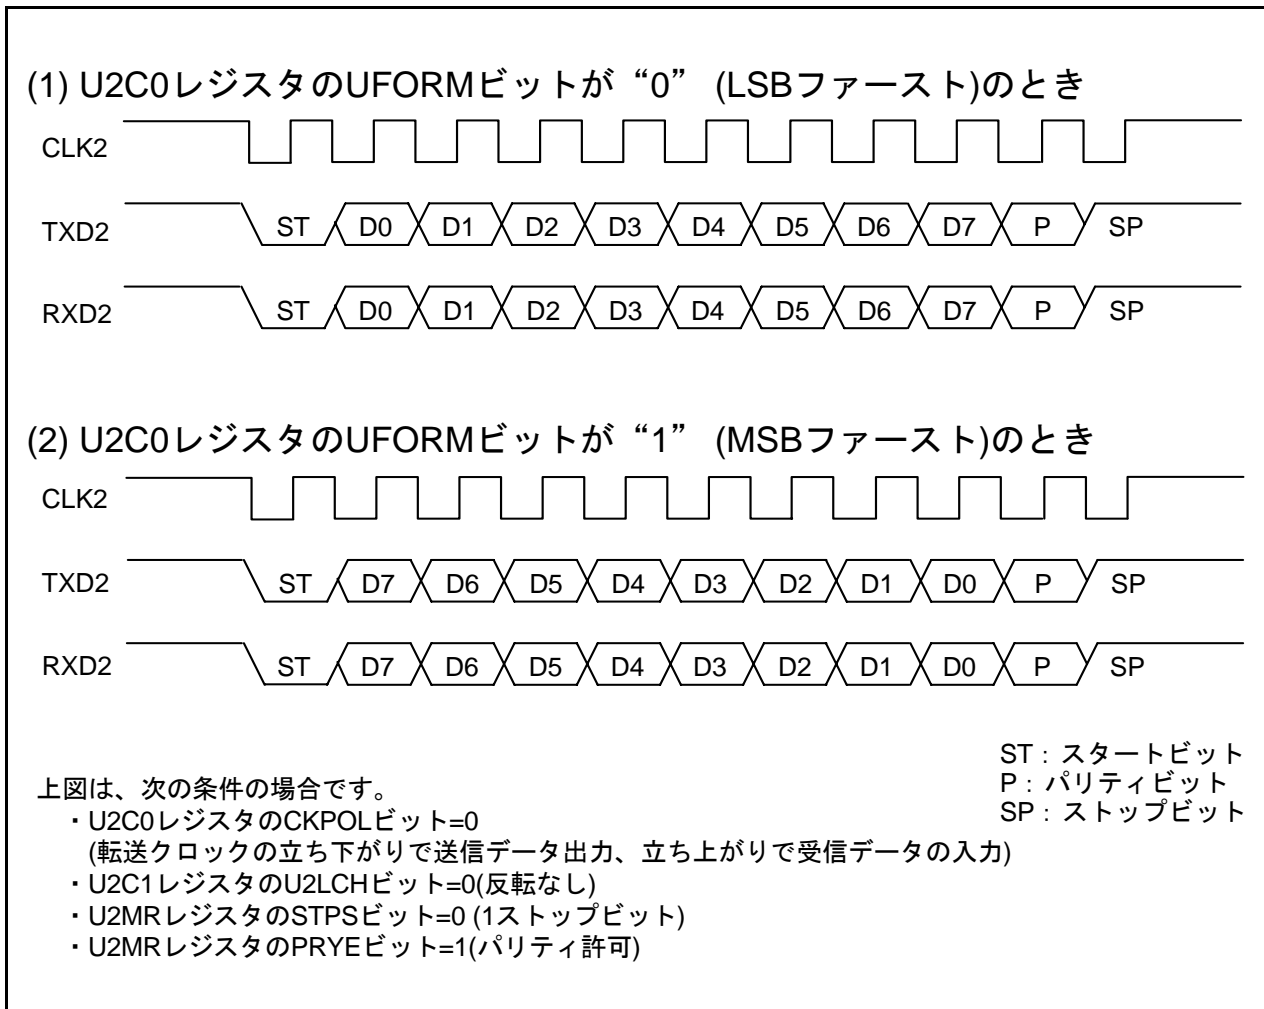 (1) U2C0レジスタのUFORMビットが“0” (LSBファースト)のとき
CLK2
TXD2 ST D0 D1 D2 D3 D4 D5 D6 D7 P SP
RXD2 ST D0 D1 D2 D3 D4 D5 D6 D7 P SP
(2) U2C0レジスタのUFORMビットが“1” (MSBファースト)のとき
CLK2
TXD2 ST D7 D6 D5 D4 D3 D2 D1 D0 P SP
RXD2 ST D7 D6 D5 D4 D3 D2 D1 D0 P SP
ST : スタートビット
P : パリティビット
SP : ストップビット
上図は、次の条件の場合です。
・U2C0レジスタのCKPOLビット=0
(転送クロックの立ち下がりで送信データ出力、立ち上がりで受信データの入力)
・U2C1レジスタのU2LCHビット=0(反転なし)
・U2MRレジスタのSTPSビット=0 (1ストップビット)
・U2MRレジスタのPRYEビット=1(パリティ許可)